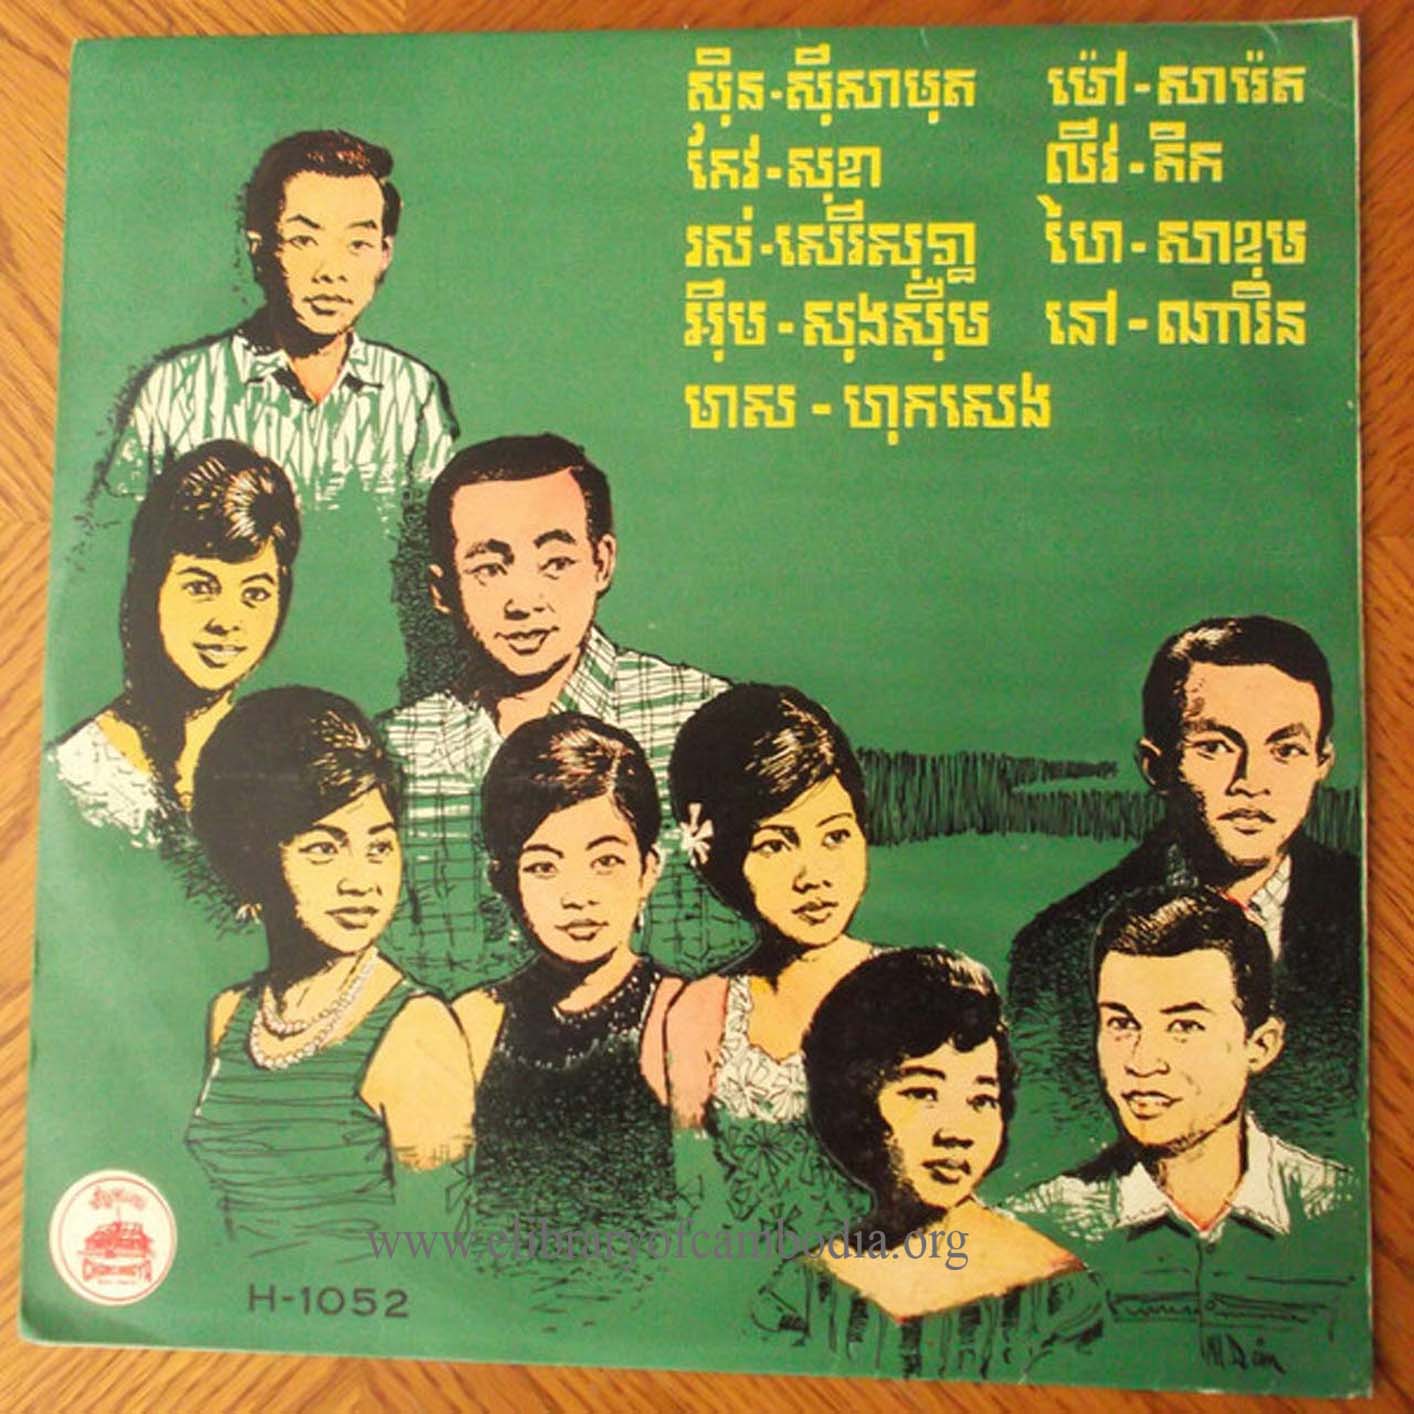 ស៊ិន-ស៊ីសាមុត
ម៉ៅ-សារ៉េត
កែវ-សុខា
លីវ-តឹក
រស់-សេរីសុទ្ធា
ហៃ-សាខុម
អ៊ឹម-សុងស៊ឺម
នៅ-ណារិន
មាស-ហុកសេង
www.elibraryofcambodia.org
H-1052